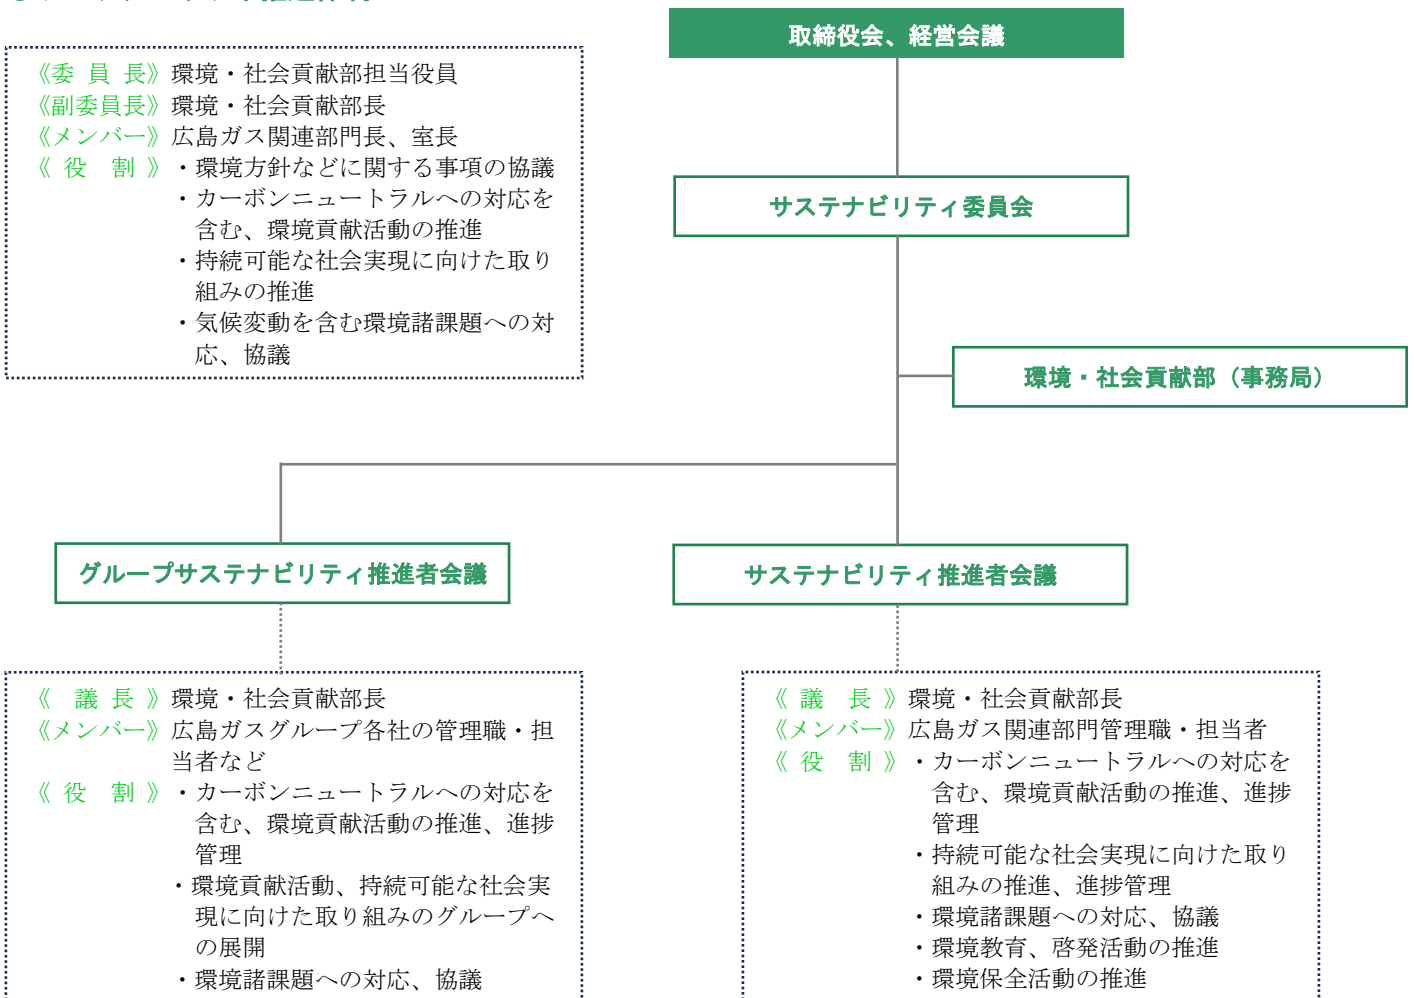 取締役会、経営会議
《委 員 長》環境・社会貢献部担当役員
《副委員長》環境・社会貢献部長
《メンバー》広島ガス関連部門長、室長
《 役　割 》・環境方針などに関する事項の協議
・カーボンニュートラルへの対応を
含む、環境貢献活動の推進
・持続可能な社会実現に向けた取り
組みの推進
・気候変動を含む環境諸課題への対
応、協議
サステナビリティ委員会
環境・社会貢献部（事務局）
グループサステナビリティ推進者会議
サステナビリティ推進者会議
《　議 長 》環境・社会貢献部長
《メンバー》広島ガスグループ各社の管理職・担
当者など
《 役　割 》・カーボンニュートラルへの対応を
含む、環境貢献活動の推進、進捗
管理
・環境貢献活動、持続可能な社会実
現に向けた取り組みのグループへ
の展開
・環境諸課題への対応、協議
《 議　長 》環境・社会貢献部長
《メンバー》広島ガス関連部門管理職・担当者
《 役　割 》・カーボンニュートラルへの対応を
含む、環境貢献活動の推進、進捗
管理
・持続可能な社会実現に向けた取り
組みの推進、進捗管理
・環境諸課題への対応、協議
・環境教育、啓発活動の推進
・環境保全活動の推進